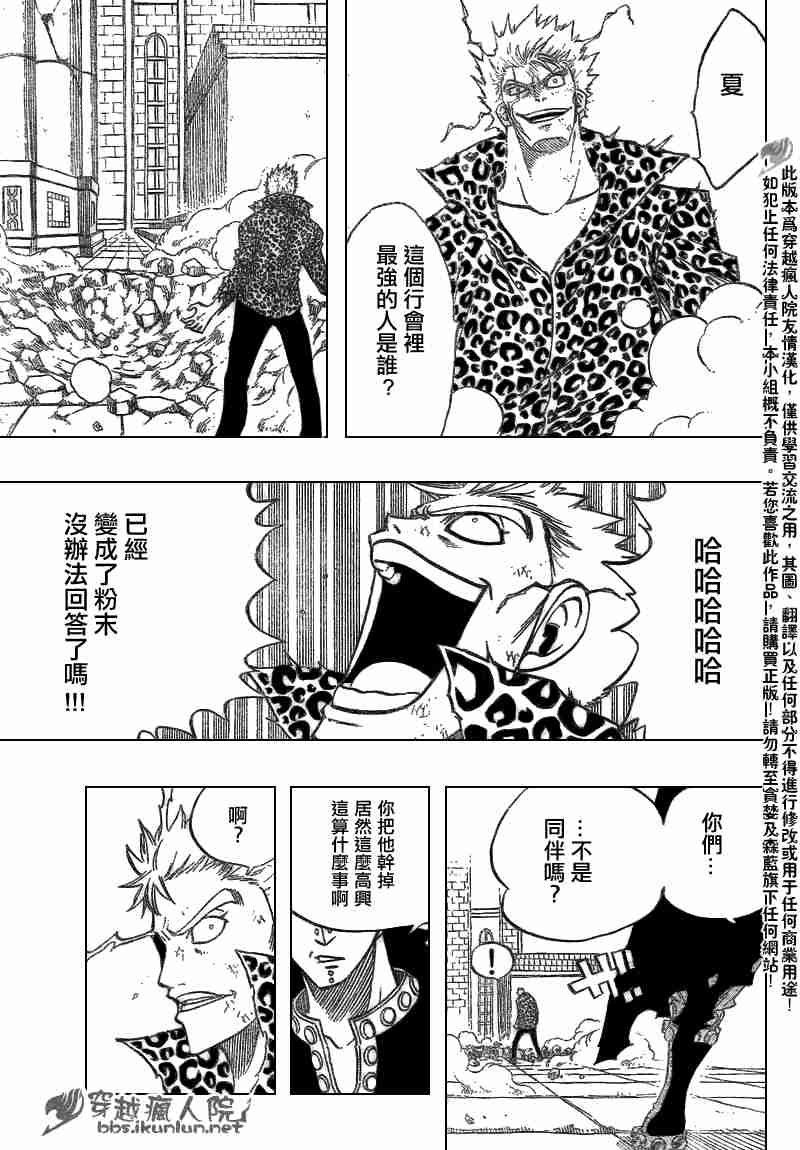 夏
這個行會裡
最強的人是誰？
哈哈哈哈哈
已經
變成了粉末
沒辦法回答了嗎!!!
你們…
…不是
同伴嗎？
!
你把他幹掉
居然這麼高興
這算什麼事啊
啊？
此版本爲穿越瘋人院友情漢化，僅供學習交流之用，其圖、翻譯以及任何部分不得進行修改或用于任何商業用途！
如犯止任何法律責任，本小組概不負責。若您喜歡此作品，請購買正版！請勿轉至貪婪及森藍旗下任何網站！
穿越瘋人院
bbs.ikunlun.net